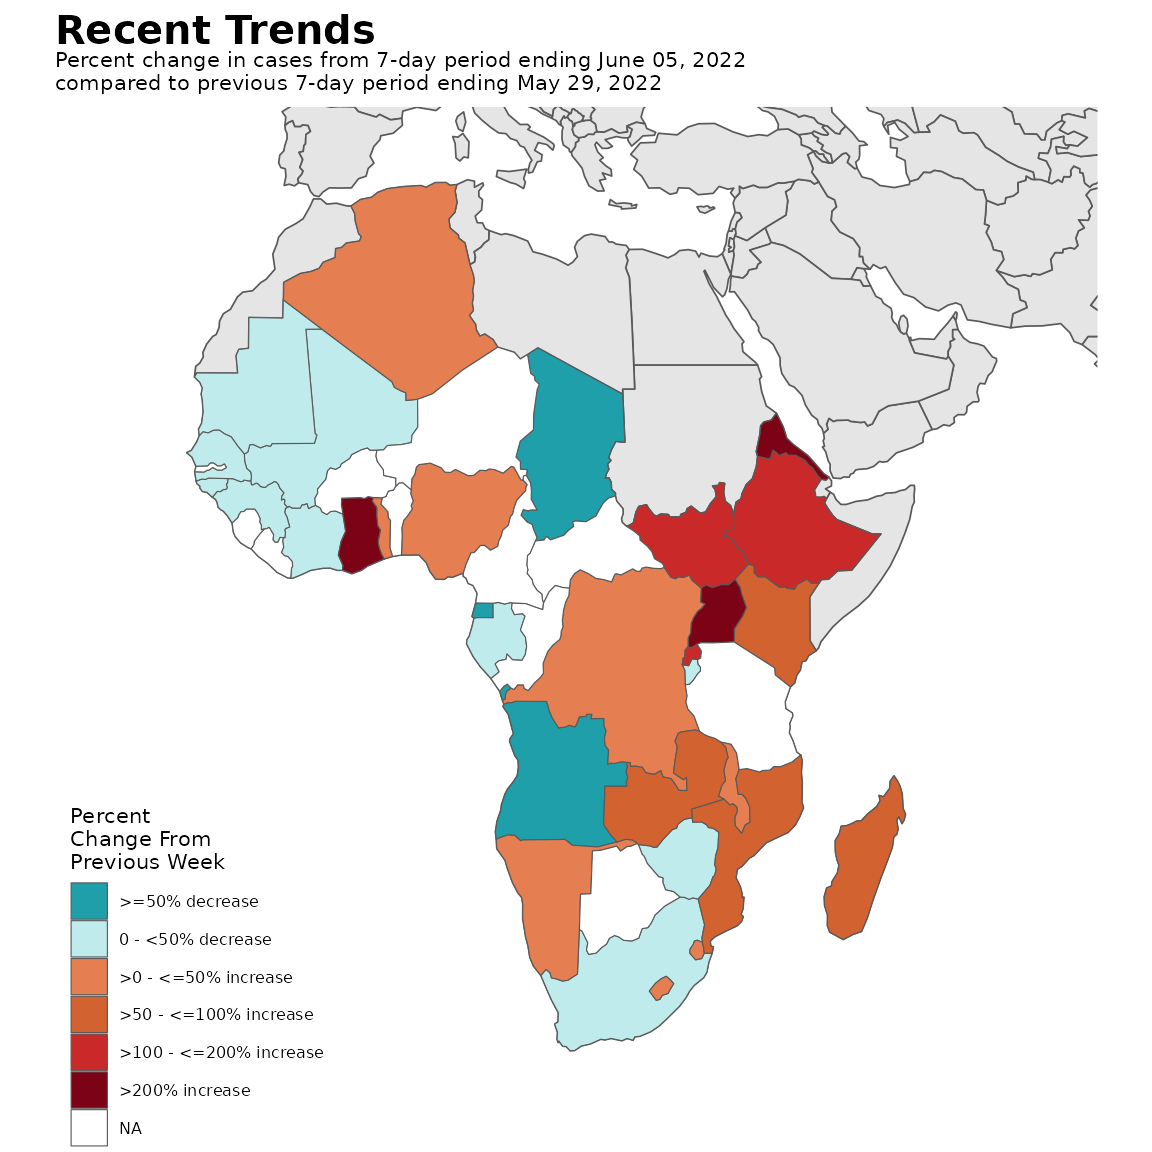 Recent Trends
Percent change in cases from 7-day period ending June 05, 2022
compared to previous 7-day period ending May 29, 2022
Percent
Change From
Previous Week
>=50% decrease
0 - <50% decrease
>0 - <=50% increase
>50 - <=100% increase
>100 - <=200% increase
>200% increase
NA